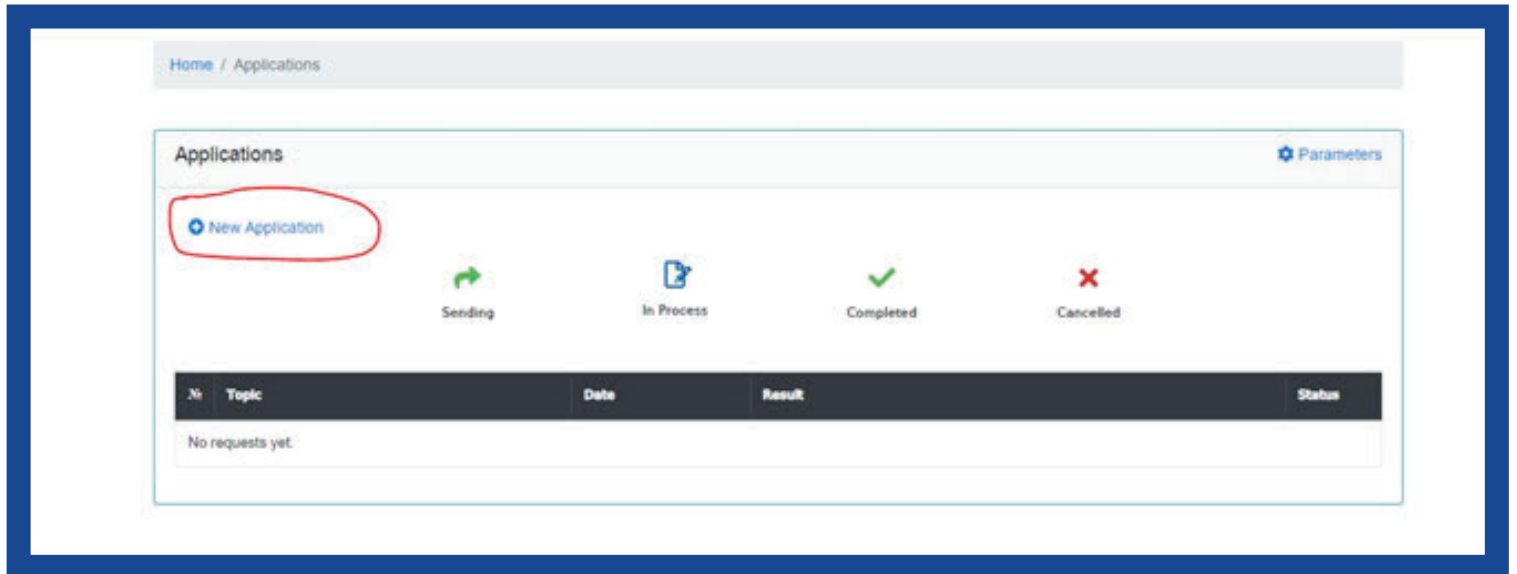 Home / Applications
Applications
Parameters
New Application
Sending
In Process
Completed
Cancelled
№ Topic Date Result Status
No requests yet.